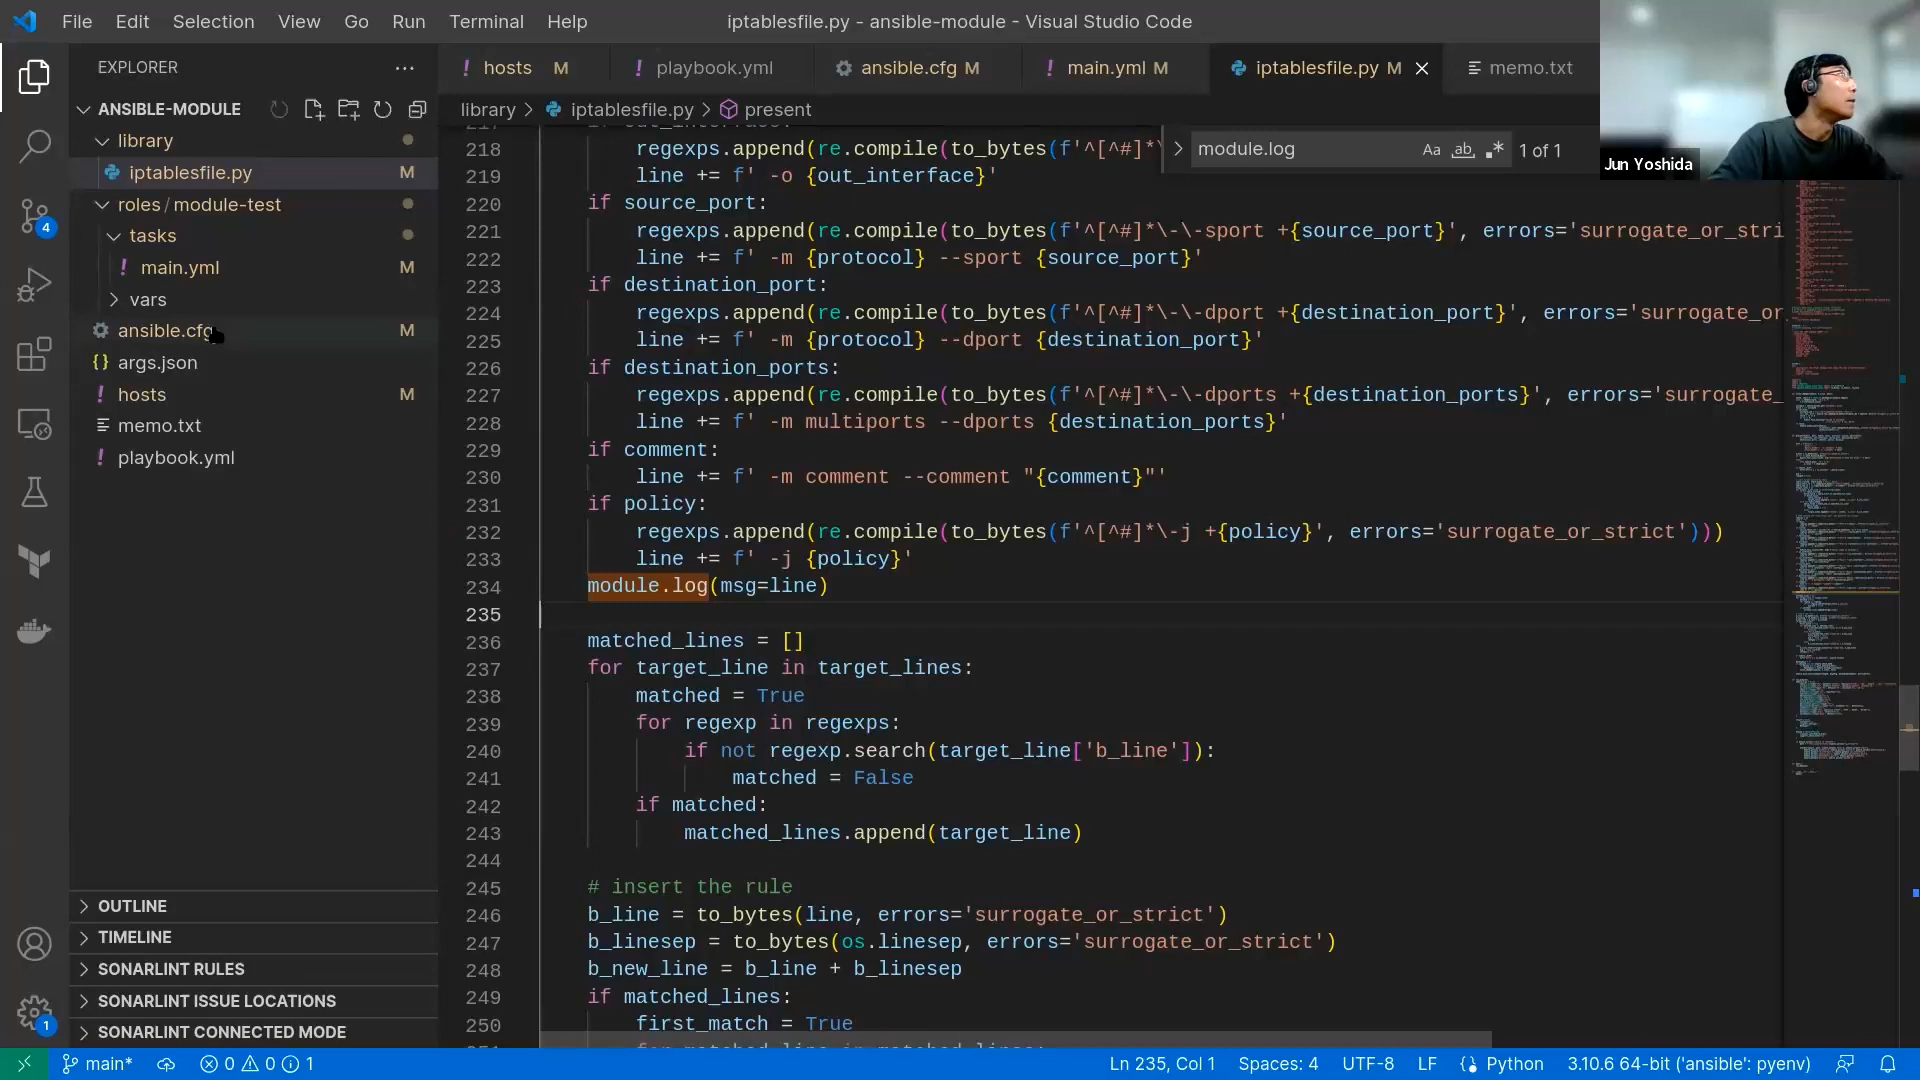 File Edit Selection View Go Run Terminal Help
iptablesfile.py - ansible-module - Visual Studio Code
EXPLORER
ANSIBLE-MODULE
library
iptablesfile.py M
roles / module-test
tasks
main.yml M
vars
ansible.cfg M
args.json
hosts M
memo.txt
playbook.yml
OUTLINE
TIMELINE
SONARLINT RULES
SONARLINT ISSUE LOCATIONS
SONARLINT CONNECTED MODE
4
1
hosts M playbook.yml ansible.cfg M main.yml M iptablesfile.py M memo.txt
library > iptablesfile.py > present
module.log Aa ab 1 of 1
Jun Yoshida
218 regexps.append(re.compile(to_bytes(f'^[^#]*\
219 line += f' -o {out_interface}'
220 if source_port:
221 regexps.append(re.compile(to_bytes(f'^[^#]*\-\-sport +{source_port}', errors='surrogate_or_stri
222 line += f' -m {protocol} --sport {source_port}'
223 if destination_port:
224 regexps.append(re.compile(to_bytes(f'^[^#]*\-\-dport +{destination_port}', errors='surrogate_or_
225 line += f' -m {protocol} --dport {destination_port}'
226 if destination_ports:
227 regexps.append(re.compile(to_bytes(f'^[^#]*\-\-dports +{destination_ports}', errors='surrogate_
228 line += f' -m multiports --dports {destination_ports}'
229 if comment:
230 line += f' -m comment --comment "{comment}"'
231 if policy:
232 regexps.append(re.compile(to_bytes(f'^[^#]*\-j +{policy}', errors='surrogate_or_strict')))
233 line += f' -j {policy}'
234 module.log(msg=line)
235
236 matched_lines = []
237 for target_line in target_lines:
238 matched = True
239 for regexp in regexps:
240 if not regexp.search(target_line['b_line']):
241 matched = False
242 if matched:
243 matched_lines.append(target_line)
244
245 # insert the rule
246 b_line = to_bytes(line, errors='surrogate_or_strict')
247 b_linesep = to_bytes(os.linesep, errors='surrogate_or_strict')
248 b_new_line = b_line + b_linesep
249 if matched_lines:
250 first_match = True
main* 0 0 1 Ln 235, Col 1 Spaces: 4 UTF-8 LF Python 3.10.6 64-bit ('ansible': pyenv)